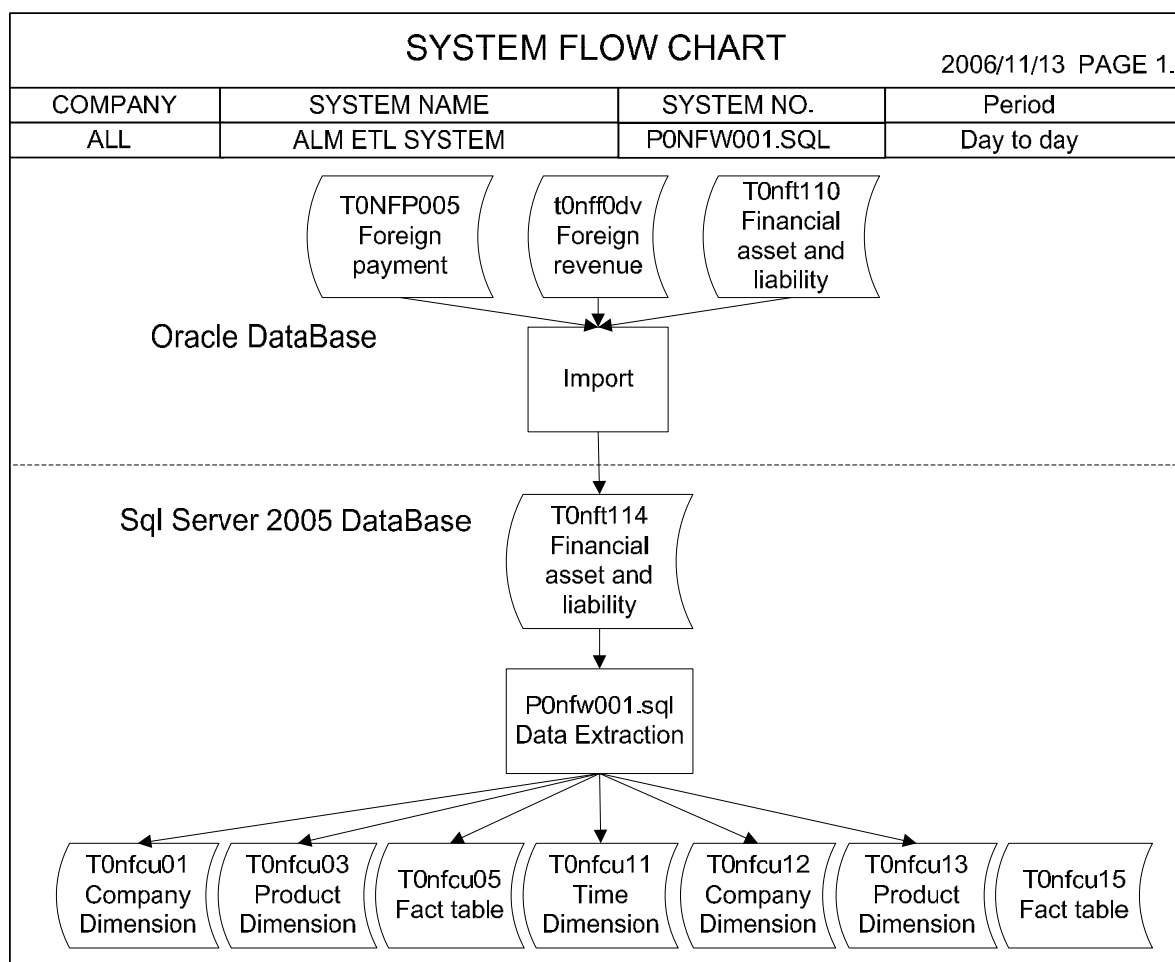 SYSTEM FLOW CHART
2006/11/13 PAGE 1.
COMPANY SYSTEM NAME SYSTEM NO. Period
ALL ALM ETL SYSTEM P0NFW001.SQL Day to day
T0NFP005
Foreign
payment
t0nff0dv
Foreign
revenue
T0nft110
Financial
asset and
liability
Oracle DataBase
Import
Sql Server 2005 DataBase
T0nft114
Financial
asset and
liability
P0nfw001.sql
Data Extraction
T0nfcu01
Company
Dimension
T0nfcu03
Product
Dimension
T0nfcu05
Fact table
T0nfcu11
Time
Dimension
T0nfcu12
Company
Dimension
T0nfcu13
Product
Dimension
T0nfcu15
Fact table